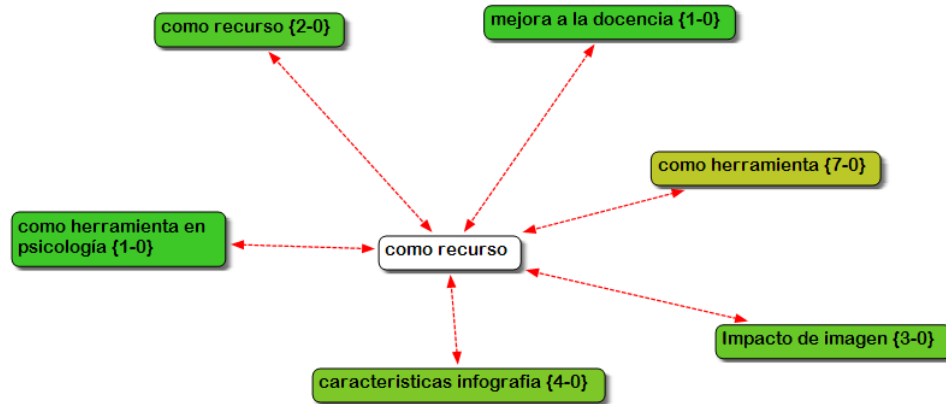 como recurso {2-0}
mejora a la docencia {1-0}
como herramienta {7-0}
como herramienta en
psicología {1-0}
como recurso
Impacto de imagen {3-0}
caracteristicas infografia {4-0}